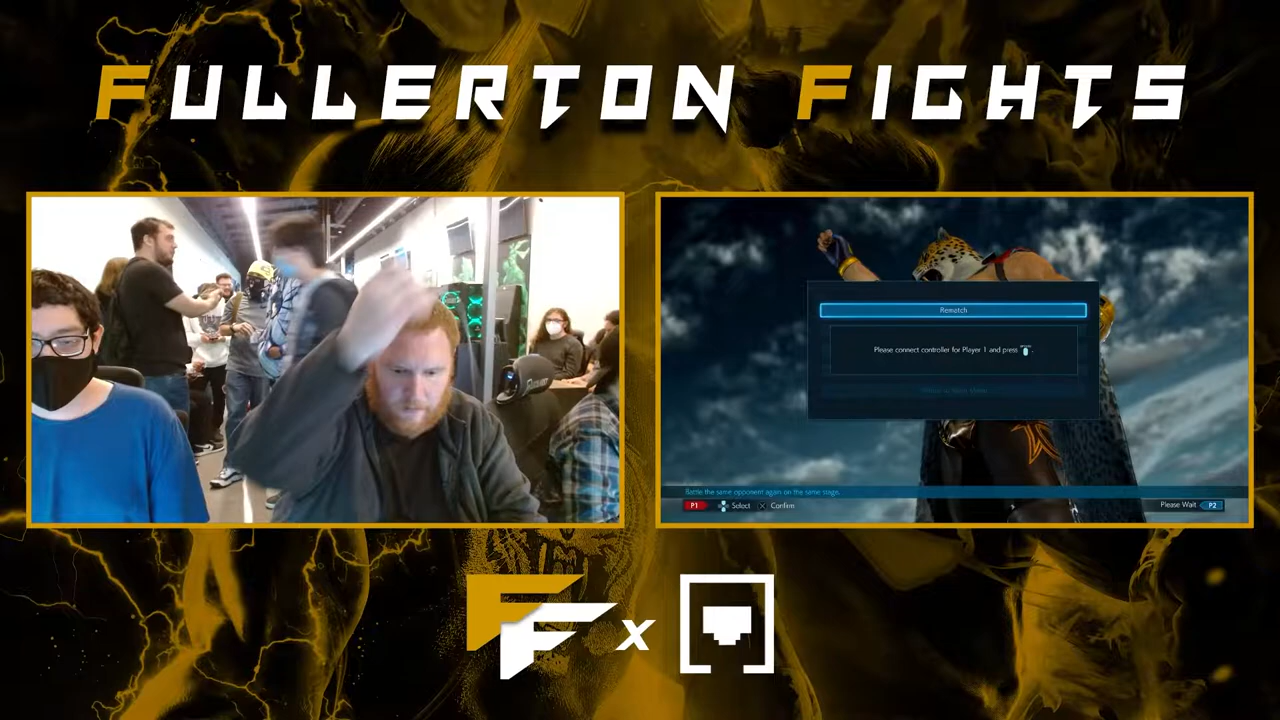 FULLERTON FIGHTS
Rematch
Please connect controller for Player 1 and press
Battle the same opponent again on the same stage.
P1 Select Confirm
Please Wait P2
FF x